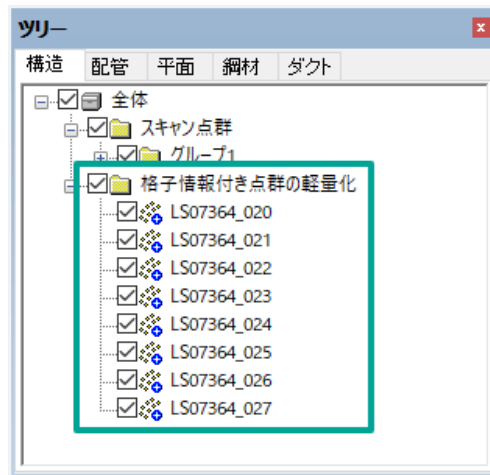 ツリー
構造 配管 平面 鋼材 ダクト
全体
スキャン点群
グループ1
格子情報付き点群の軽量化
LS07364_020
LS07364_021
LS07364_022
LS07364_023
LS07364_024
LS07364_025
LS07364_026
LS07364_027